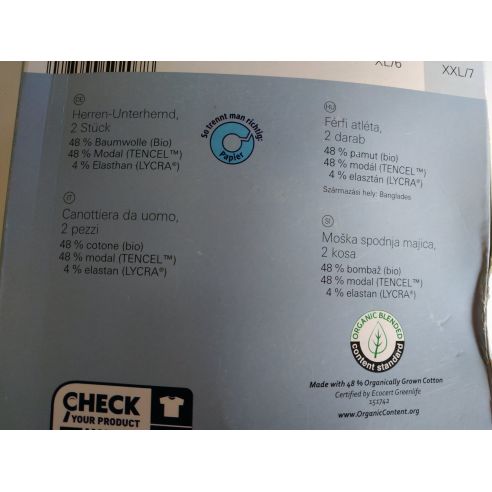 XL/6
XXL/7
DE
Herren-Unterhemd,
2 Stück
48 % Baumwolle (Bio)
48 % Modal (TENCEL™)
4 % Elasthan (LYCRA®)
So trennt man richtig:
Papier
HU
Férfi atléta,
2 darab
48 % pamut (bio)
48 % modál (TENCEL™)
4 % elasztán (LYCRA®)
Származási hely: Banglades
IT
Canottiera da uomo,
2 pezzi
48 % cotone (bio)
48 % modal (TENCEL™)
4 % elastan (LYCRA®)
SI
Moška spodnja majica,
2 kosa
48 % bombaž (bio)
48 % modal (TENCEL™)
4 % elastan (LYCRA®)
ORGANIC BLENDED
content standard
Made with 48 % Organically Grown Cotton
Certified by Ecocert Greenlife
151742
www.OrganicContent.org
CHECK
YOUR PRODUCT